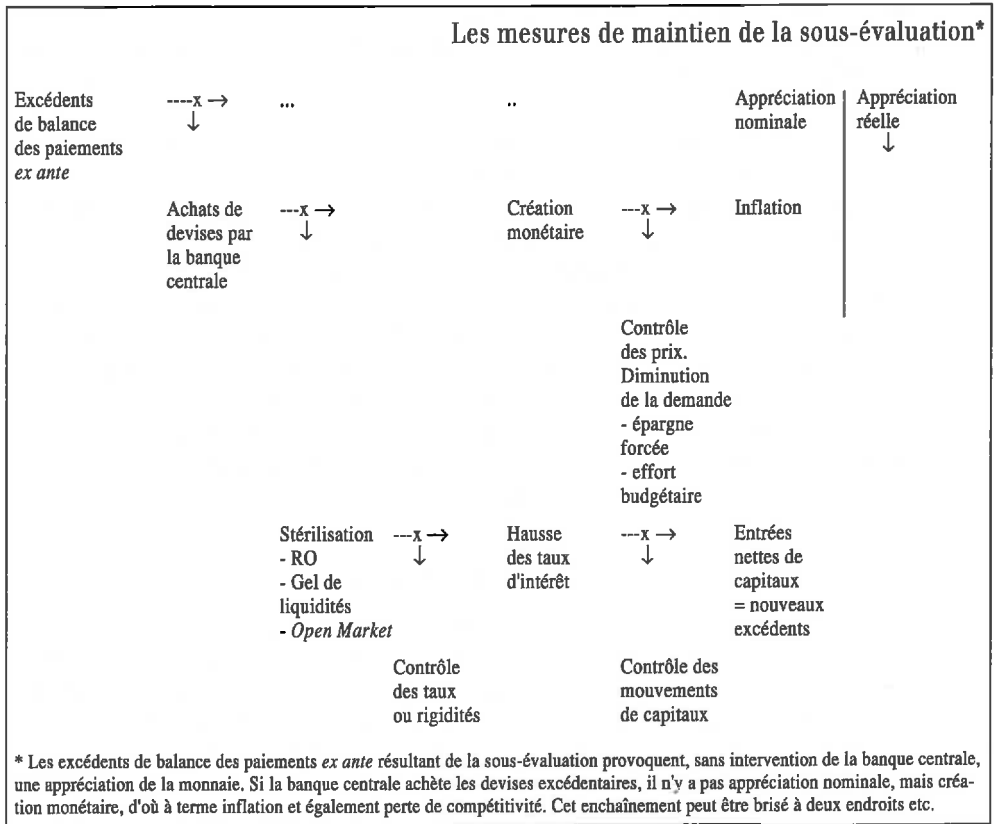 Les mesures de maintien de la sous-évaluation*
Excédents ----x → ... .. Appréciation Appréciation
de balance ↓ nominale réelle
des paiements ↓
ex ante
Achats de ---x → Création ---x → Inflation
devises par ↓ monétaire ↓
la banque
centrale
Contrôle
des prix.
Diminution
de la demande
- épargne
forcée
- effort
budgétaire
Stérilisation ---x → Hausse ---x → Entrées
- RO ↓ des taux ↓ nettes de
- Gel de d'intérêt capitaux
liquidités = nouveaux
- Open Market excédents
Contrôle Contrôle des
des taux mouvements
ou rigidités de capitaux
* Les excédents de balance des paiements ex ante résultant de la sous-évaluation provoquent, sans intervention de la banque centrale,
une appréciation de la monnaie. Si la banque centrale achète les devises excédentaires, il n'y a pas appréciation nominale, mais créa-
tion monétaire, d'où à terme inflation et également perte de compétitivité. Cet enchaînement peut être brisé à deux endroits etc.